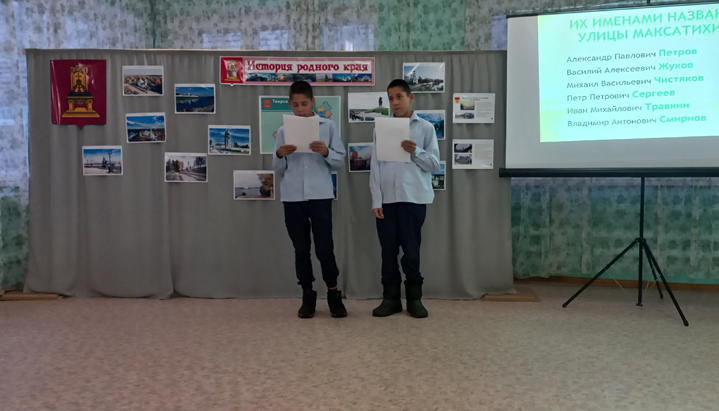 История родного края
ИХ ИМЕНАМИ НАЗВАН
УЛИЦЫ МАКСАТИХИ
Александр Павлович Петров
Василий Алексеевич Жуков
Михаил Васильевич Чистяков
Петр Петрович Сергеев
Иван Михайлович Травкин
Владимир Антонович Смирнов